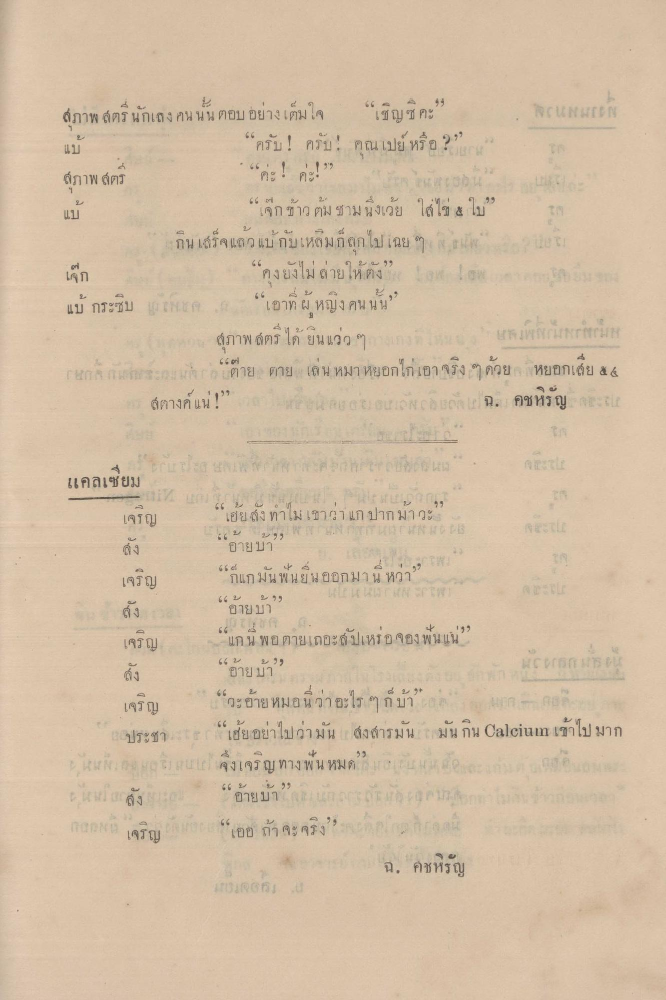 สุภาพสตรีนักเลงคนนั้นตอบอย่างเต็มใจ “เชิญซิคะ”
แบ้ “ครับ! ครับ! คุณเปย์หรือ?”
สุภาพสตรี “ค่ะ! ค่ะ!”
แบ้ “เจ๊กข้าวต้มชามนึงเว้ย ใส่ไข่ ๕ ใบ”
กินเสร็จแล้วแบ้กับเหลิมก็ลุกไปเฉย ๆ
เจ๊ก “คุงยังไม่ล่ายให้ตัง”
แบ้ กระซิบ “เอาที่ผู้หญิงคนนั้น”
สุภาพสตรีได้ยินแว่ว ๆ
“ต๊าย ตาย เล่นหมาหยอกไก่เอาจริง ๆ ด้วย หยอกเสีย ๕๔
สตางค์แน่!” ฉ. คชหิรัญ
แคลเซียม
เจริญ “เฮ้ยสังทำไมเขาว่าแกปากม้าวะ”
สัง “อ้ายบ้า”
เจริญ “ก็แกมันฟันยื่นออกมานี่หว่า”
สัง “อ้ายบ้า”
เจริญ “แกนี่พอตายเถอะสัปเหร่อจองฟันแน่”
สัง “อ้ายบ้า”
เจริญ “วะอ้ายหมอนี่ว่าอะไร ๆ ก็บ้า”
ประชา “เฮ้ยอย่าไปว่ามัน สงสารมัน มันกิน Calcium เข้าไปมาก
จึงเจริญทางฟันหมด”
สัง “อ้ายบ้า”
เจริญ “เออ ถ้าจะจริง”
ฉ. คชหิรัญ